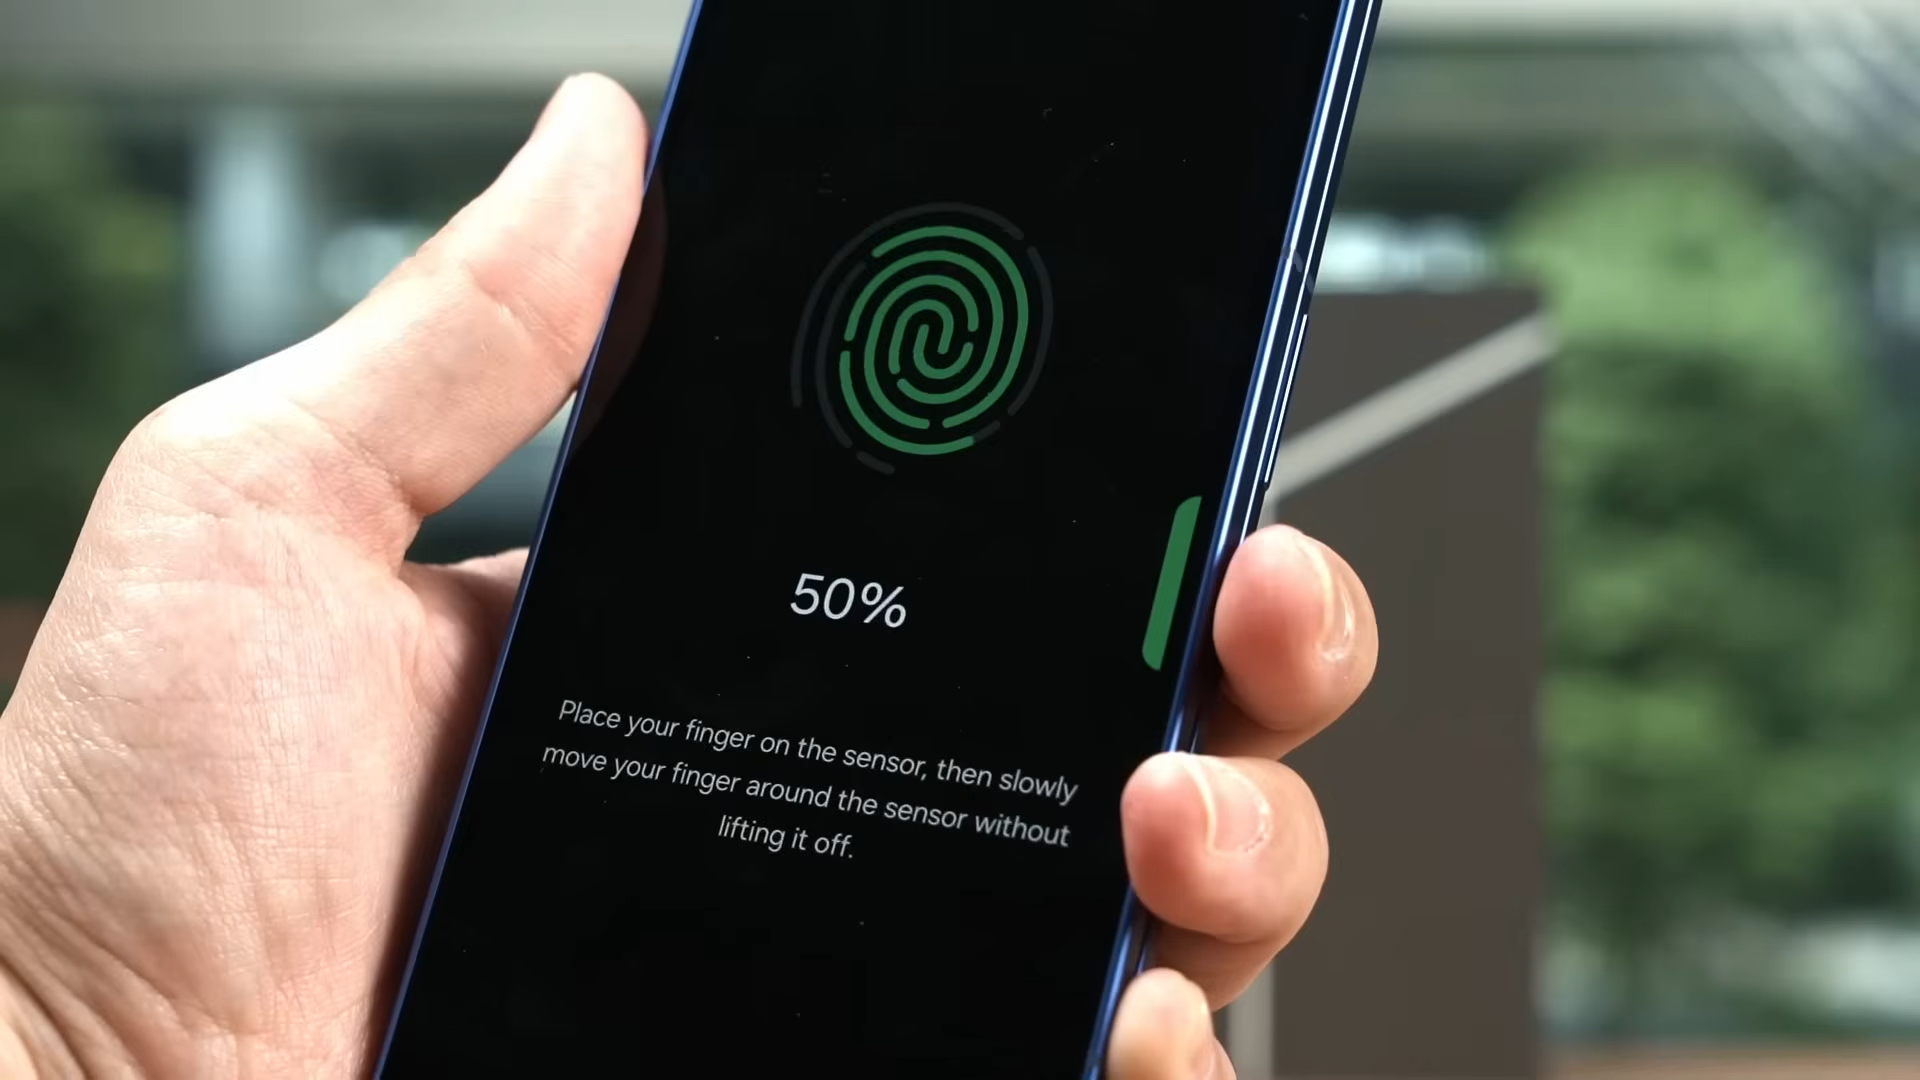 50%
Place your finger on the sensor, then slowly
move your finger around the sensor without
lifting it off.